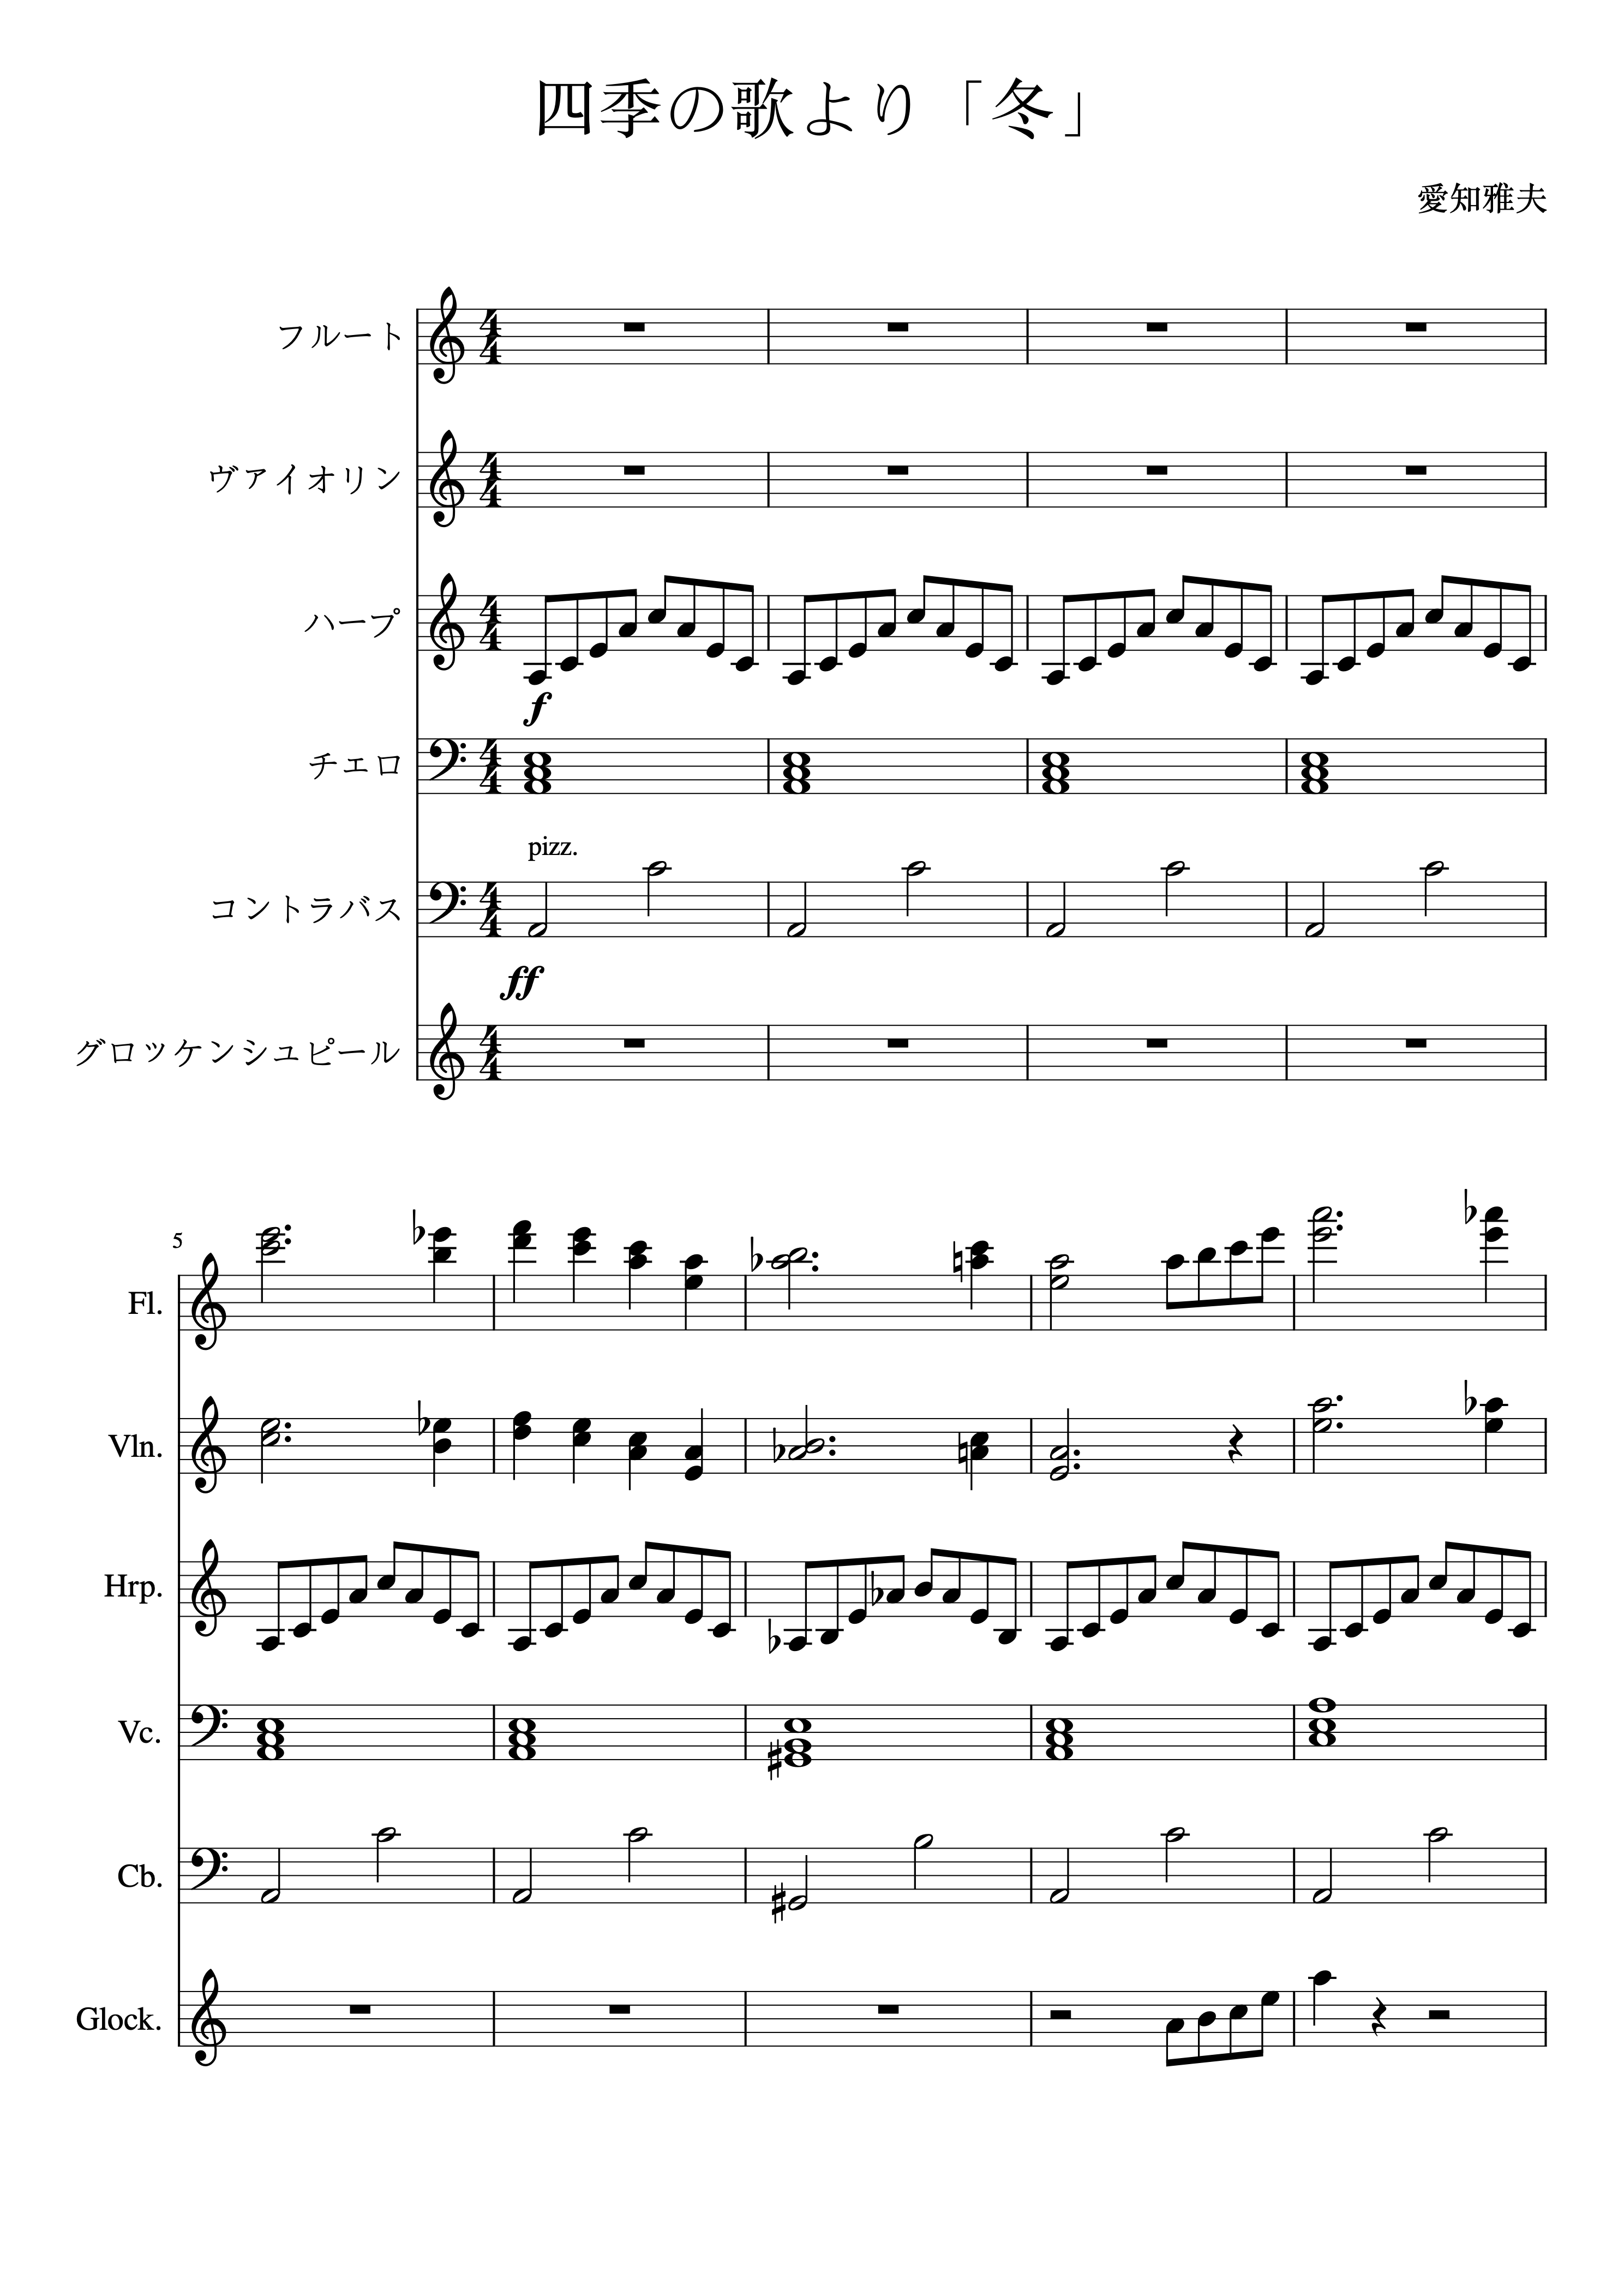 四季の歌より「冬」
愛知雅夫
フルート
ヴァイオリン
ハープ
f
チェロ
pizz.
コントラバス
ff
グロッケンシュピール
5
Fl.
Vln.
Hrp.
Vc.
Cb.
Glock.